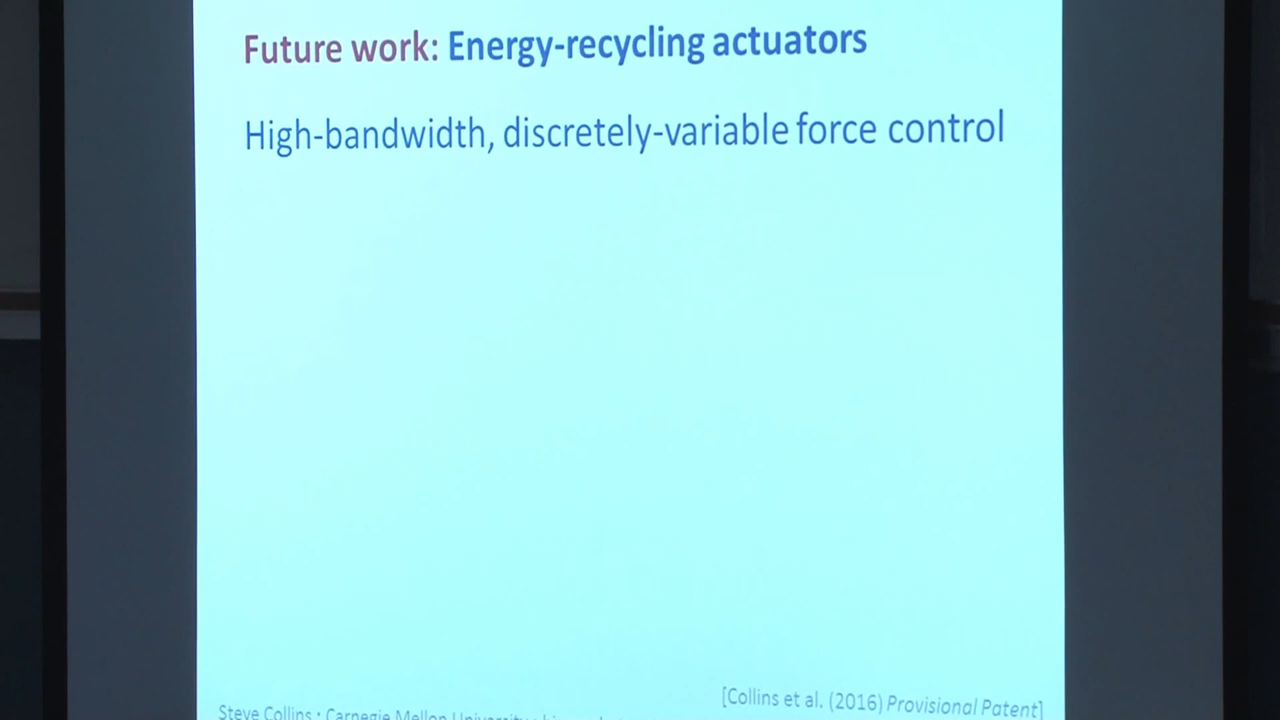 Future work: Energy-recycling actuators
High-bandwidth, discretely-variable force control
[Collins et al. (2016) Provisional Patent]
Steve Collins · Carnegie Mellon University